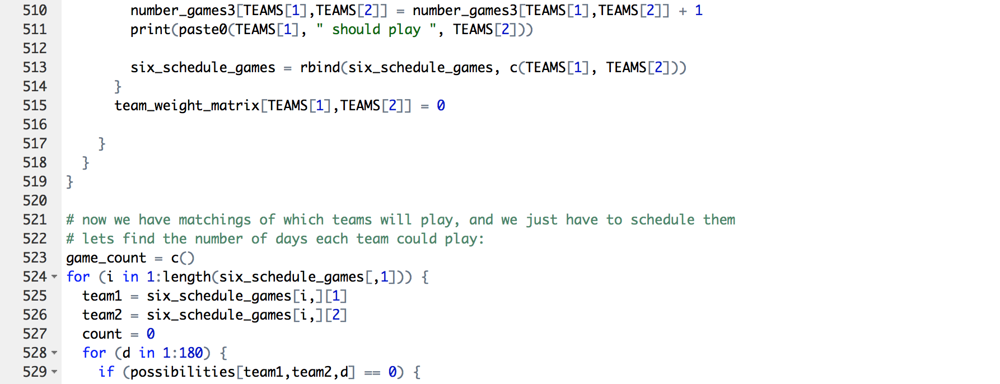 510 number_games3[TEAMS[1],TEAMS[2]] = number_games3[TEAMS[1],TEAMS[2]] + 1
511 print(paste0(TEAMS[1], " should play ", TEAMS[2]))
512
513 six_schedule_games = rbind(six_schedule_games, c(TEAMS[1], TEAMS[2]))
514 }
515 team_weight_matrix[TEAMS[1],TEAMS[2]] = 0
516
517 }
518 }
519 }
520
521 # now we have matchings of which teams will play, and we just have to schedule them
522 # lets find the number of days each team could play:
523 game_count = c()
524 for (i in 1:length(six_schedule_games[,1])) {
525 team1 = six_schedule_games[i,][1]
526 team2 = six_schedule_games[i,][2]
527 count = 0
528 for (d in 1:180) {
529 if (possibilities[team1,team2,d] == 0) {